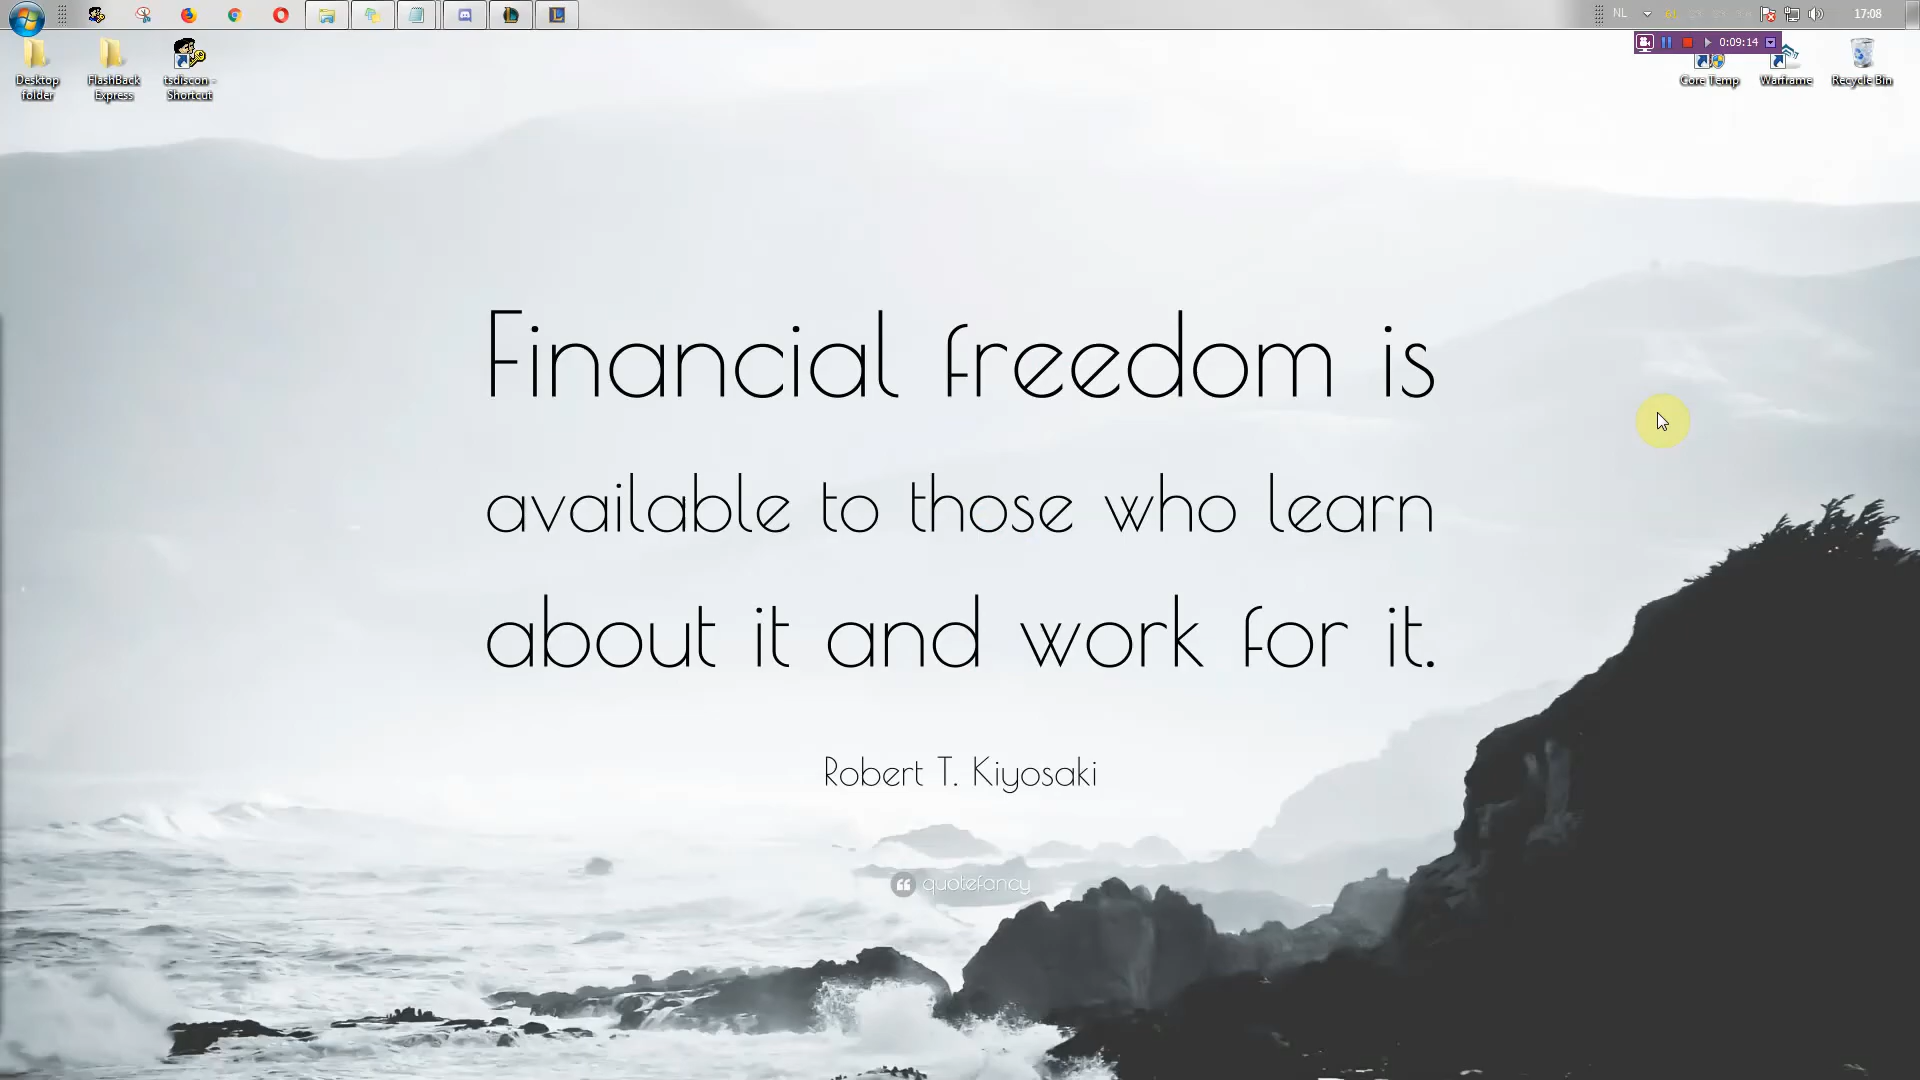 NL
17:08
0:09:14
Desktop folder
FlashBack Express
tsdiscon - Shortcut
Core Temp
Warframe
Recycle Bin
Financial freedom is
available to those who learn
about it and work for it.
Robert T. Kiyosaki
quotefancy